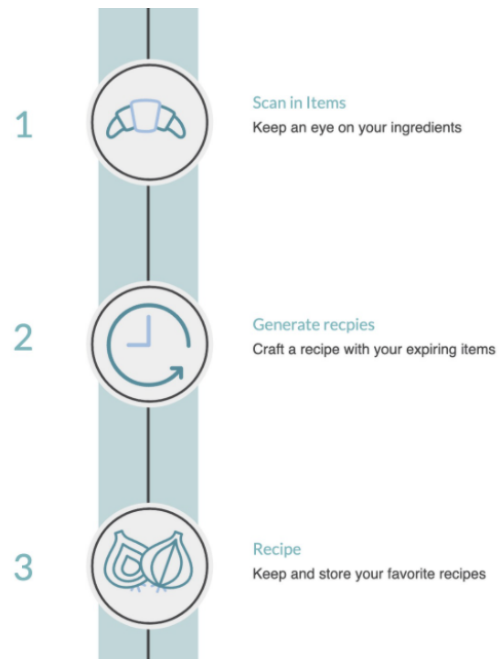 1
Scan in Items
Keep an eye on your ingredients
2
Generate recpies
Craft a recipe with your expiring items
3
Recipe
Keep and store your favorite recipes